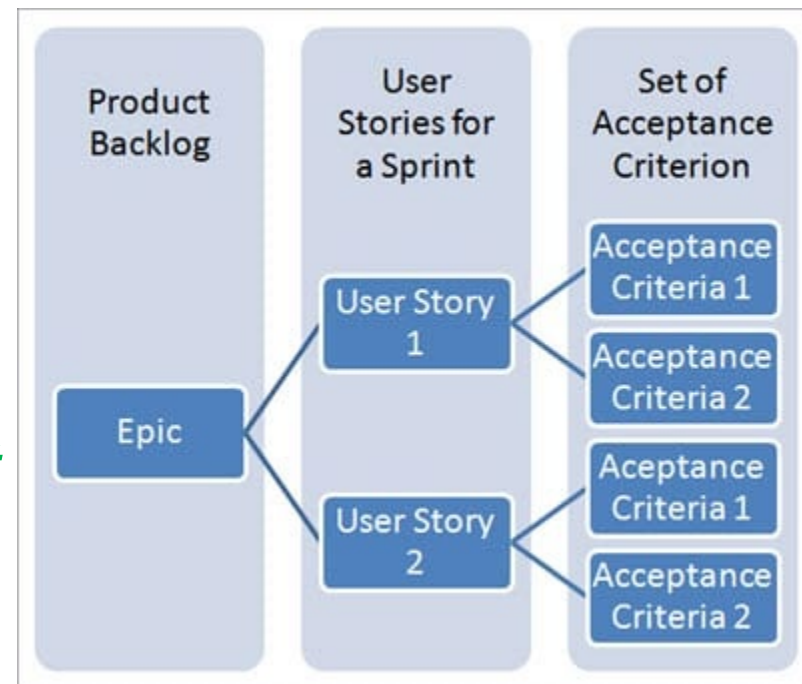 Product
Backlog
User
Stories for
a Sprint
Set of
Acceptance
Criterion
Epic
User Story
1
User Story
2
Acceptance
Criteria 1
Acceptance
Criteria 2
Aceptance
Criteria 1
Acceptance
Criteria 2